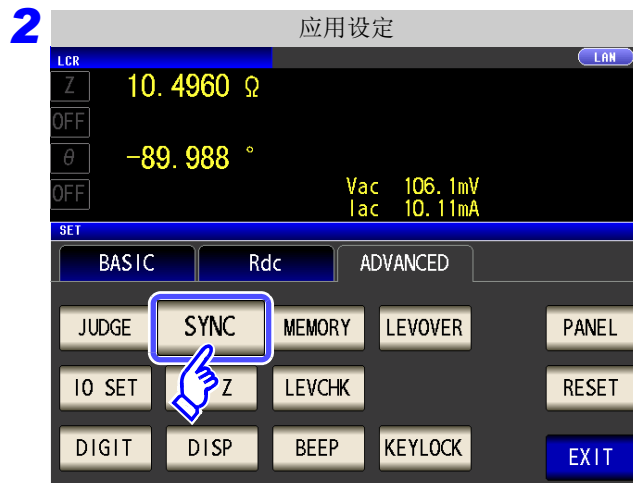 2
应用设定
LCR
LAN
Z 10.4960 Ω
OFF
θ -89.988 °
OFF
Vac 106.1mV
Iac 10.11mA
SET
BASIC Rdc ADVANCED
JUDGE SYNC MEMORY LEVOVER PANEL
IO SET Z LEVCHK RESET
DIGIT DISP BEEP KEYLOCK EXIT